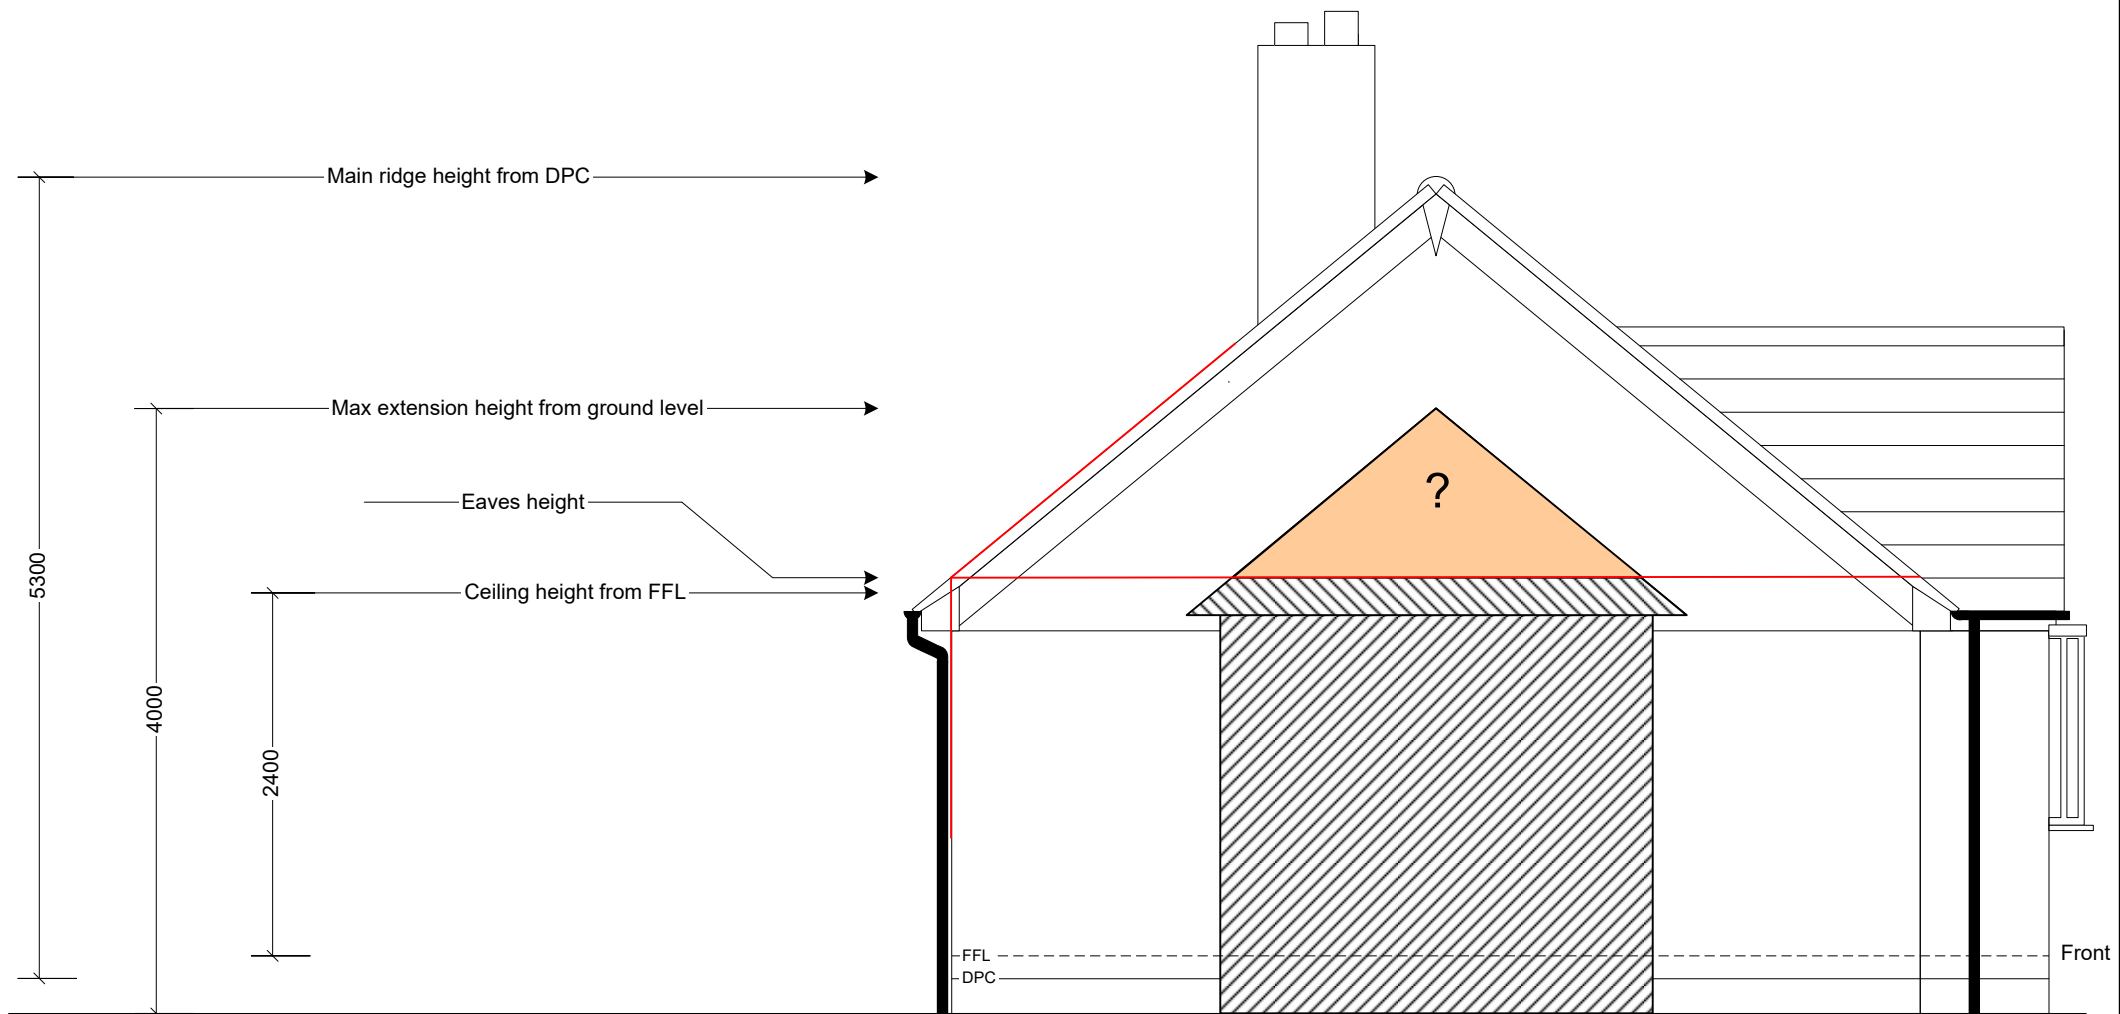 Main ridge height from DPC
Max extension height from ground level
Eaves height
Ceiling height from FFL
5300
4000
2400
?
FFL
DPC
Front